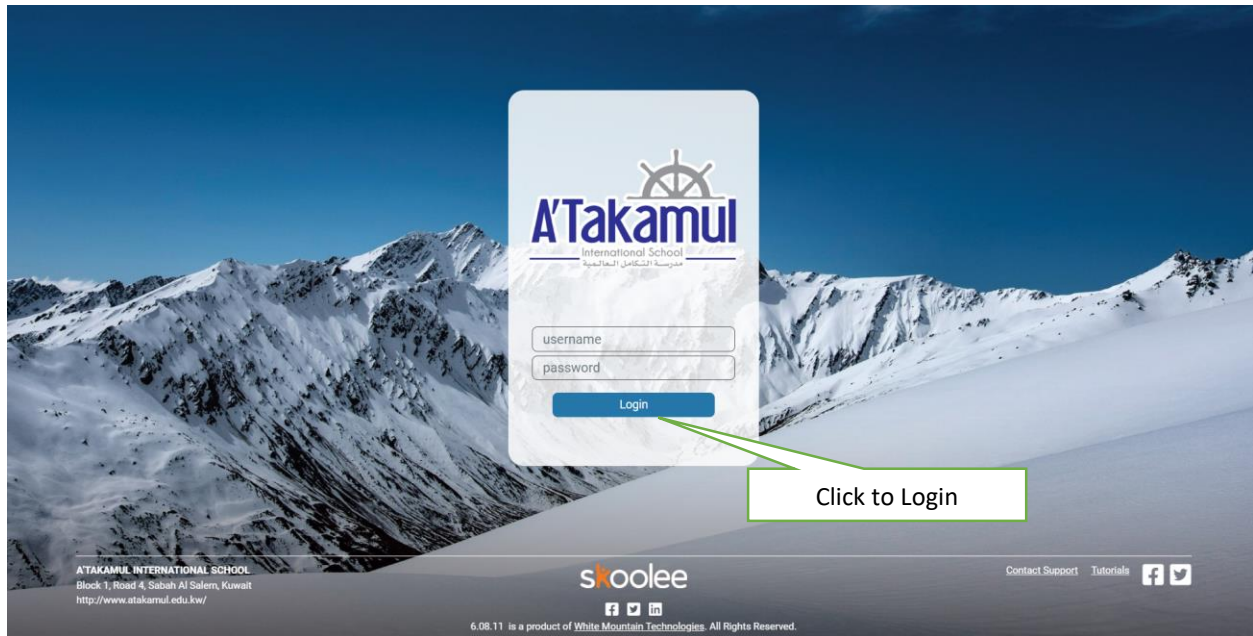 A'Takamul
International School
مدرسة التكامل العالمية
username
password
Login
Click to Login
A'TAKAMUL INTERNATIONAL SCHOOL
Block 1, Road 4, Sabah Al Salem, Kuwait
http://www.atakamul.edu.kw/
skoolee
6.08.11 is a product of White Mountain Technologies. All Rights Reserved.
Contact Support Tutorials